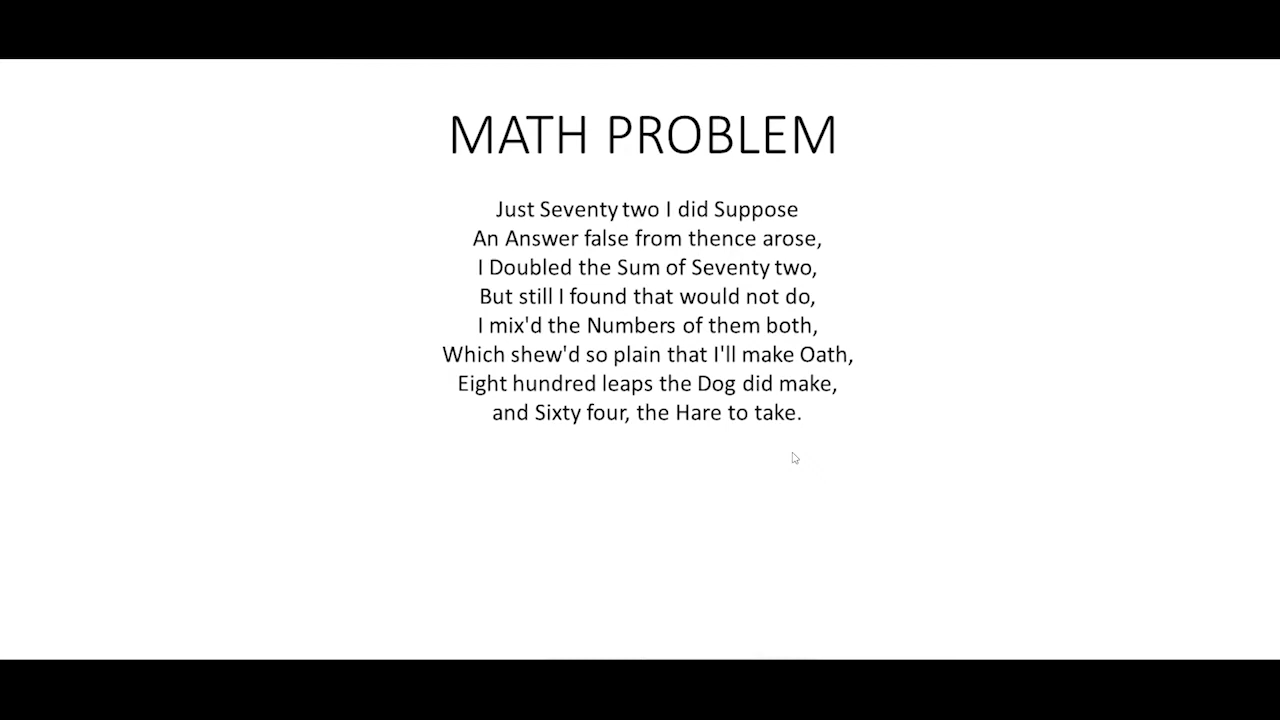 MATH PROBLEM
Just Seventy two I did Suppose
An Answer false from thence arose,
I Doubled the Sum of Seventy two,
But still I found that would not do,
I mix'd the Numbers of them both,
Which shew'd so plain that I'll make Oath,
Eight hundred leaps the Dog did make,
and Sixty four, the Hare to take.